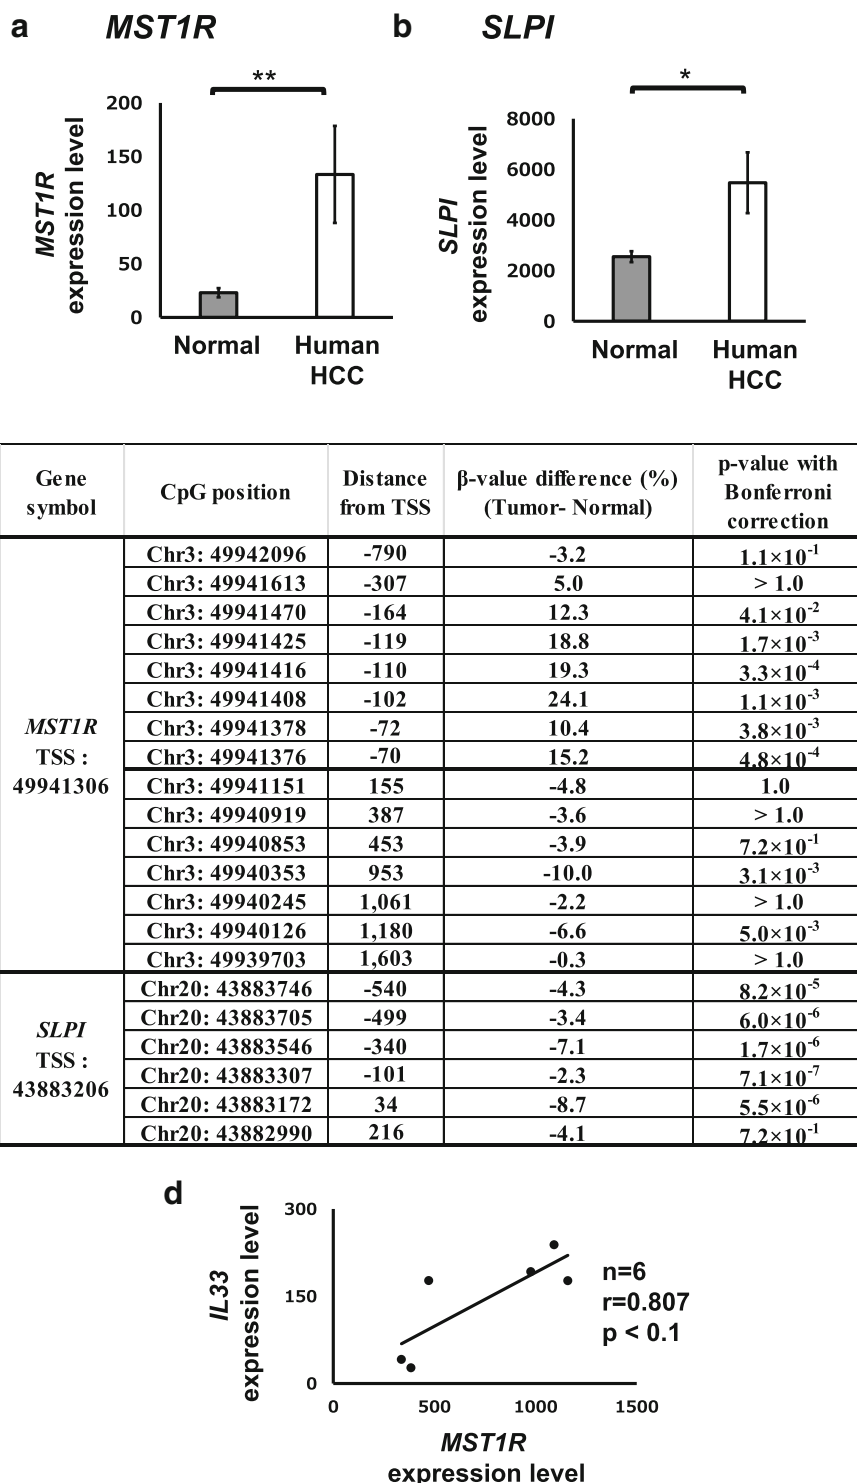 a MST1R
**
MST1R
expression level
200
150
100
50
0
Normal
Human
HCC
b SLPI
*
SLPI
expression level
8000
6000
4000
2000
0
Normal
Human
HCC
Gene symbol CpG position Distance from TSS β-value difference (%) (Tumor- Normal) p-value with Bonferroni correction
MST1R
TSS :
49941306
Chr3: 49942096 -790 -3.2 1.1×10⁻¹
Chr3: 49941613 -307 5.0 > 1.0
Chr3: 49941470 -164 12.3 4.1×10⁻²
Chr3: 49941425 -119 18.8 1.7×10⁻³
Chr3: 49941416 -110 19.3 3.3×10⁻⁴
Chr3: 49941408 -102 24.1 1.1×10⁻³
Chr3: 49941378 -72 10.4 3.8×10⁻³
Chr3: 49941376 -70 15.2 4.8×10⁻⁴
Chr3: 49941151 155 -4.8 1.0
Chr3: 49940919 387 -3.6 > 1.0
Chr3: 49940853 453 -3.9 7.2×10⁻¹
Chr3: 49940353 953 -10.0 3.1×10⁻³
Chr3: 49940245 1,061 -2.2 > 1.0
Chr3: 49940126 1,180 -6.6 5.0×10⁻³
Chr3: 49939703 1,603 -0.3 > 1.0
SLPI
TSS :
43883206
Chr20: 43883746 -540 -4.3 8.2×10⁻⁵
Chr20: 43883705 -499 -3.4 6.0×10⁻⁶
Chr20: 43883546 -340 -7.1 1.7×10⁻⁶
Chr20: 43883307 -101 -2.3 7.1×10⁻⁷
Chr20: 43883172 34 -8.7 5.5×10⁻⁶
Chr20: 43882990 216 -4.1 7.2×10⁻¹
d
IL33
expression level
300
150
0
0 500 1000 1500
n=6
r=0.807
p < 0.1
MST1R
expression level